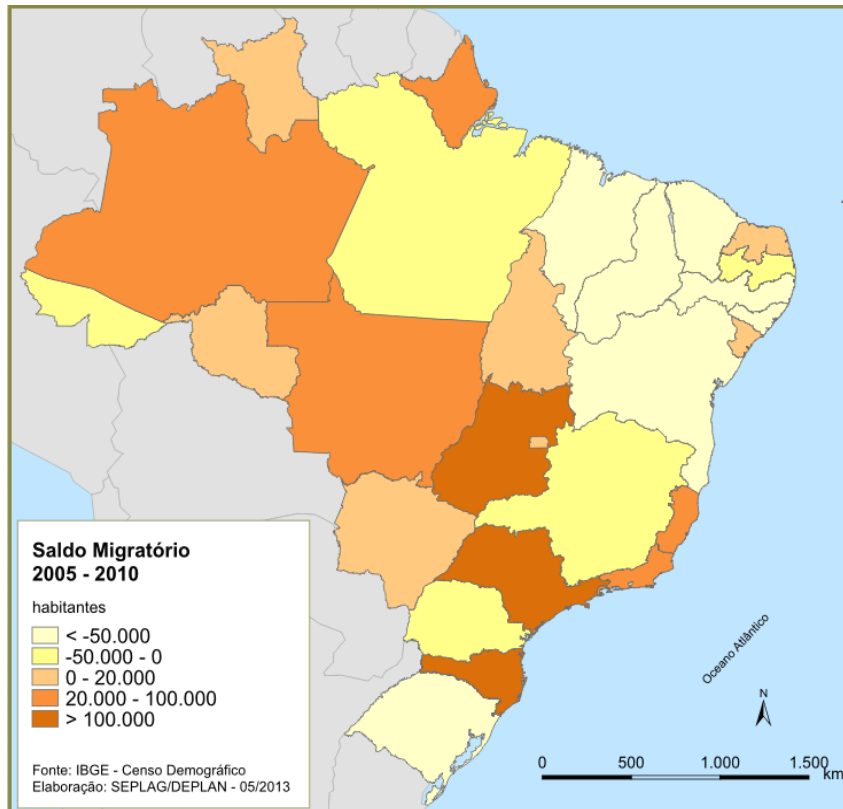 Saldo Migratório
2005 - 2010
habitantes
< -50.000
-50.000 - 0
0 - 20.000
20.000 - 100.000
> 100.000
Fonte: IBGE - Censo Demográfico
Elaboração: SEPLAG/DEPLAN - 05/2013
Oceano Atlântico
N
0 500 1.000 1.500
km